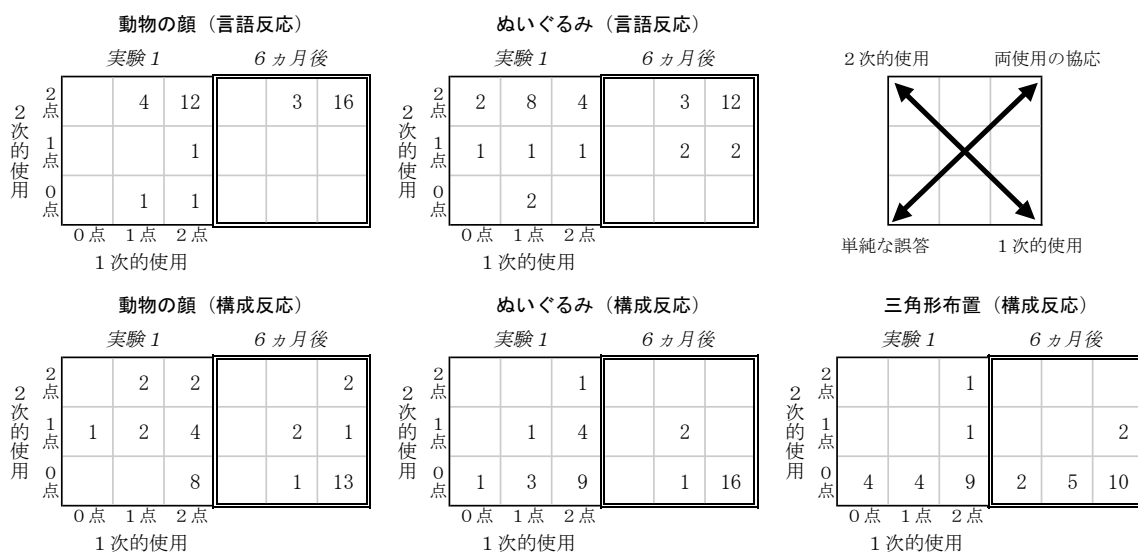 動物の顔（言語反応）
実験1 6ヵ月後
2次的使用
2点 4 12 3 16
1点 1
0点 1 1
0点 1点 2点
1次的使用
ぬいぐるみ（言語反応）
実験1 6ヵ月後
2次的使用
2点 2 8 4 3 12
1点 1 1 1 2 2
0点 2
0点 1点 2点
1次的使用
2次的使用 両使用の協応
単純な誤答 1次的使用
動物の顔（構成反応）
実験1 6ヵ月後
2次的使用
2点 2 2 2
1点 1 2 4 2 1
0点 8 1 13
0点 1点 2点
1次的使用
ぬいぐるみ（構成反応）
実験1 6ヵ月後
2次的使用
2点 1
1点 1 4 2
0点 1 3 9 1 16
0点 1点 2点
1次的使用
三角形布置（構成反応）
実験1 6ヵ月後
2次的使用
2点 1
1点 1 2
0点 4 4 9 2 5 10
0点 1点 2点
1次的使用